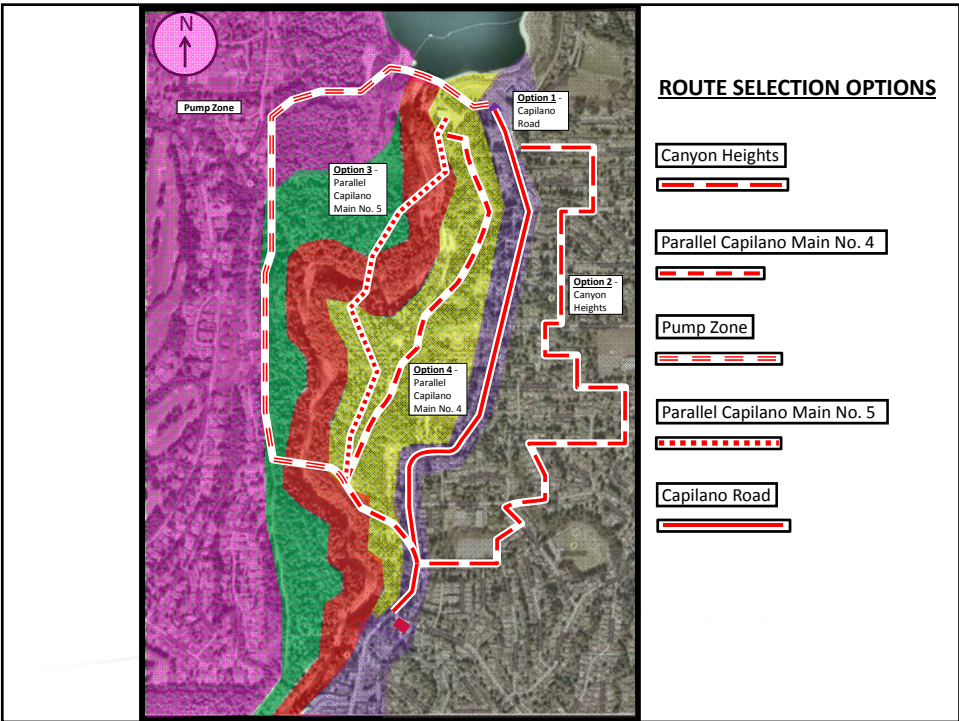 N
Pump Zone
Option 1 -
Capilano
Road
Option 3 -
Parallel
Capilano
Main No. 5
Option 2 -
Canyon
Heights
Option 4 -
Parallel
Capilano
Main No. 4
ROUTE SELECTION OPTIONS
Canyon Heights
Parallel Capilano Main No. 4
Pump Zone
Parallel Capilano Main No. 5
Capilano Road